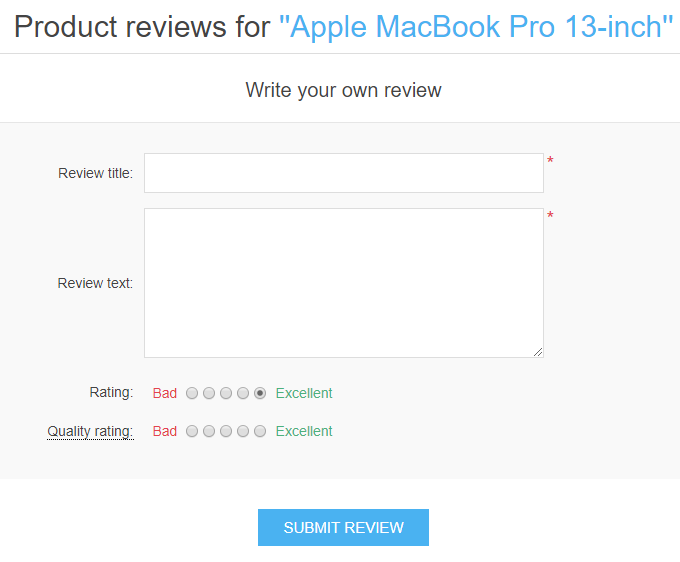 Product reviews for "Apple MacBook Pro 13-inch"
Write your own review
Review title: *
Review text: *
Rating: Bad Excellent
Quality rating: Bad Excellent
SUBMIT REVIEW